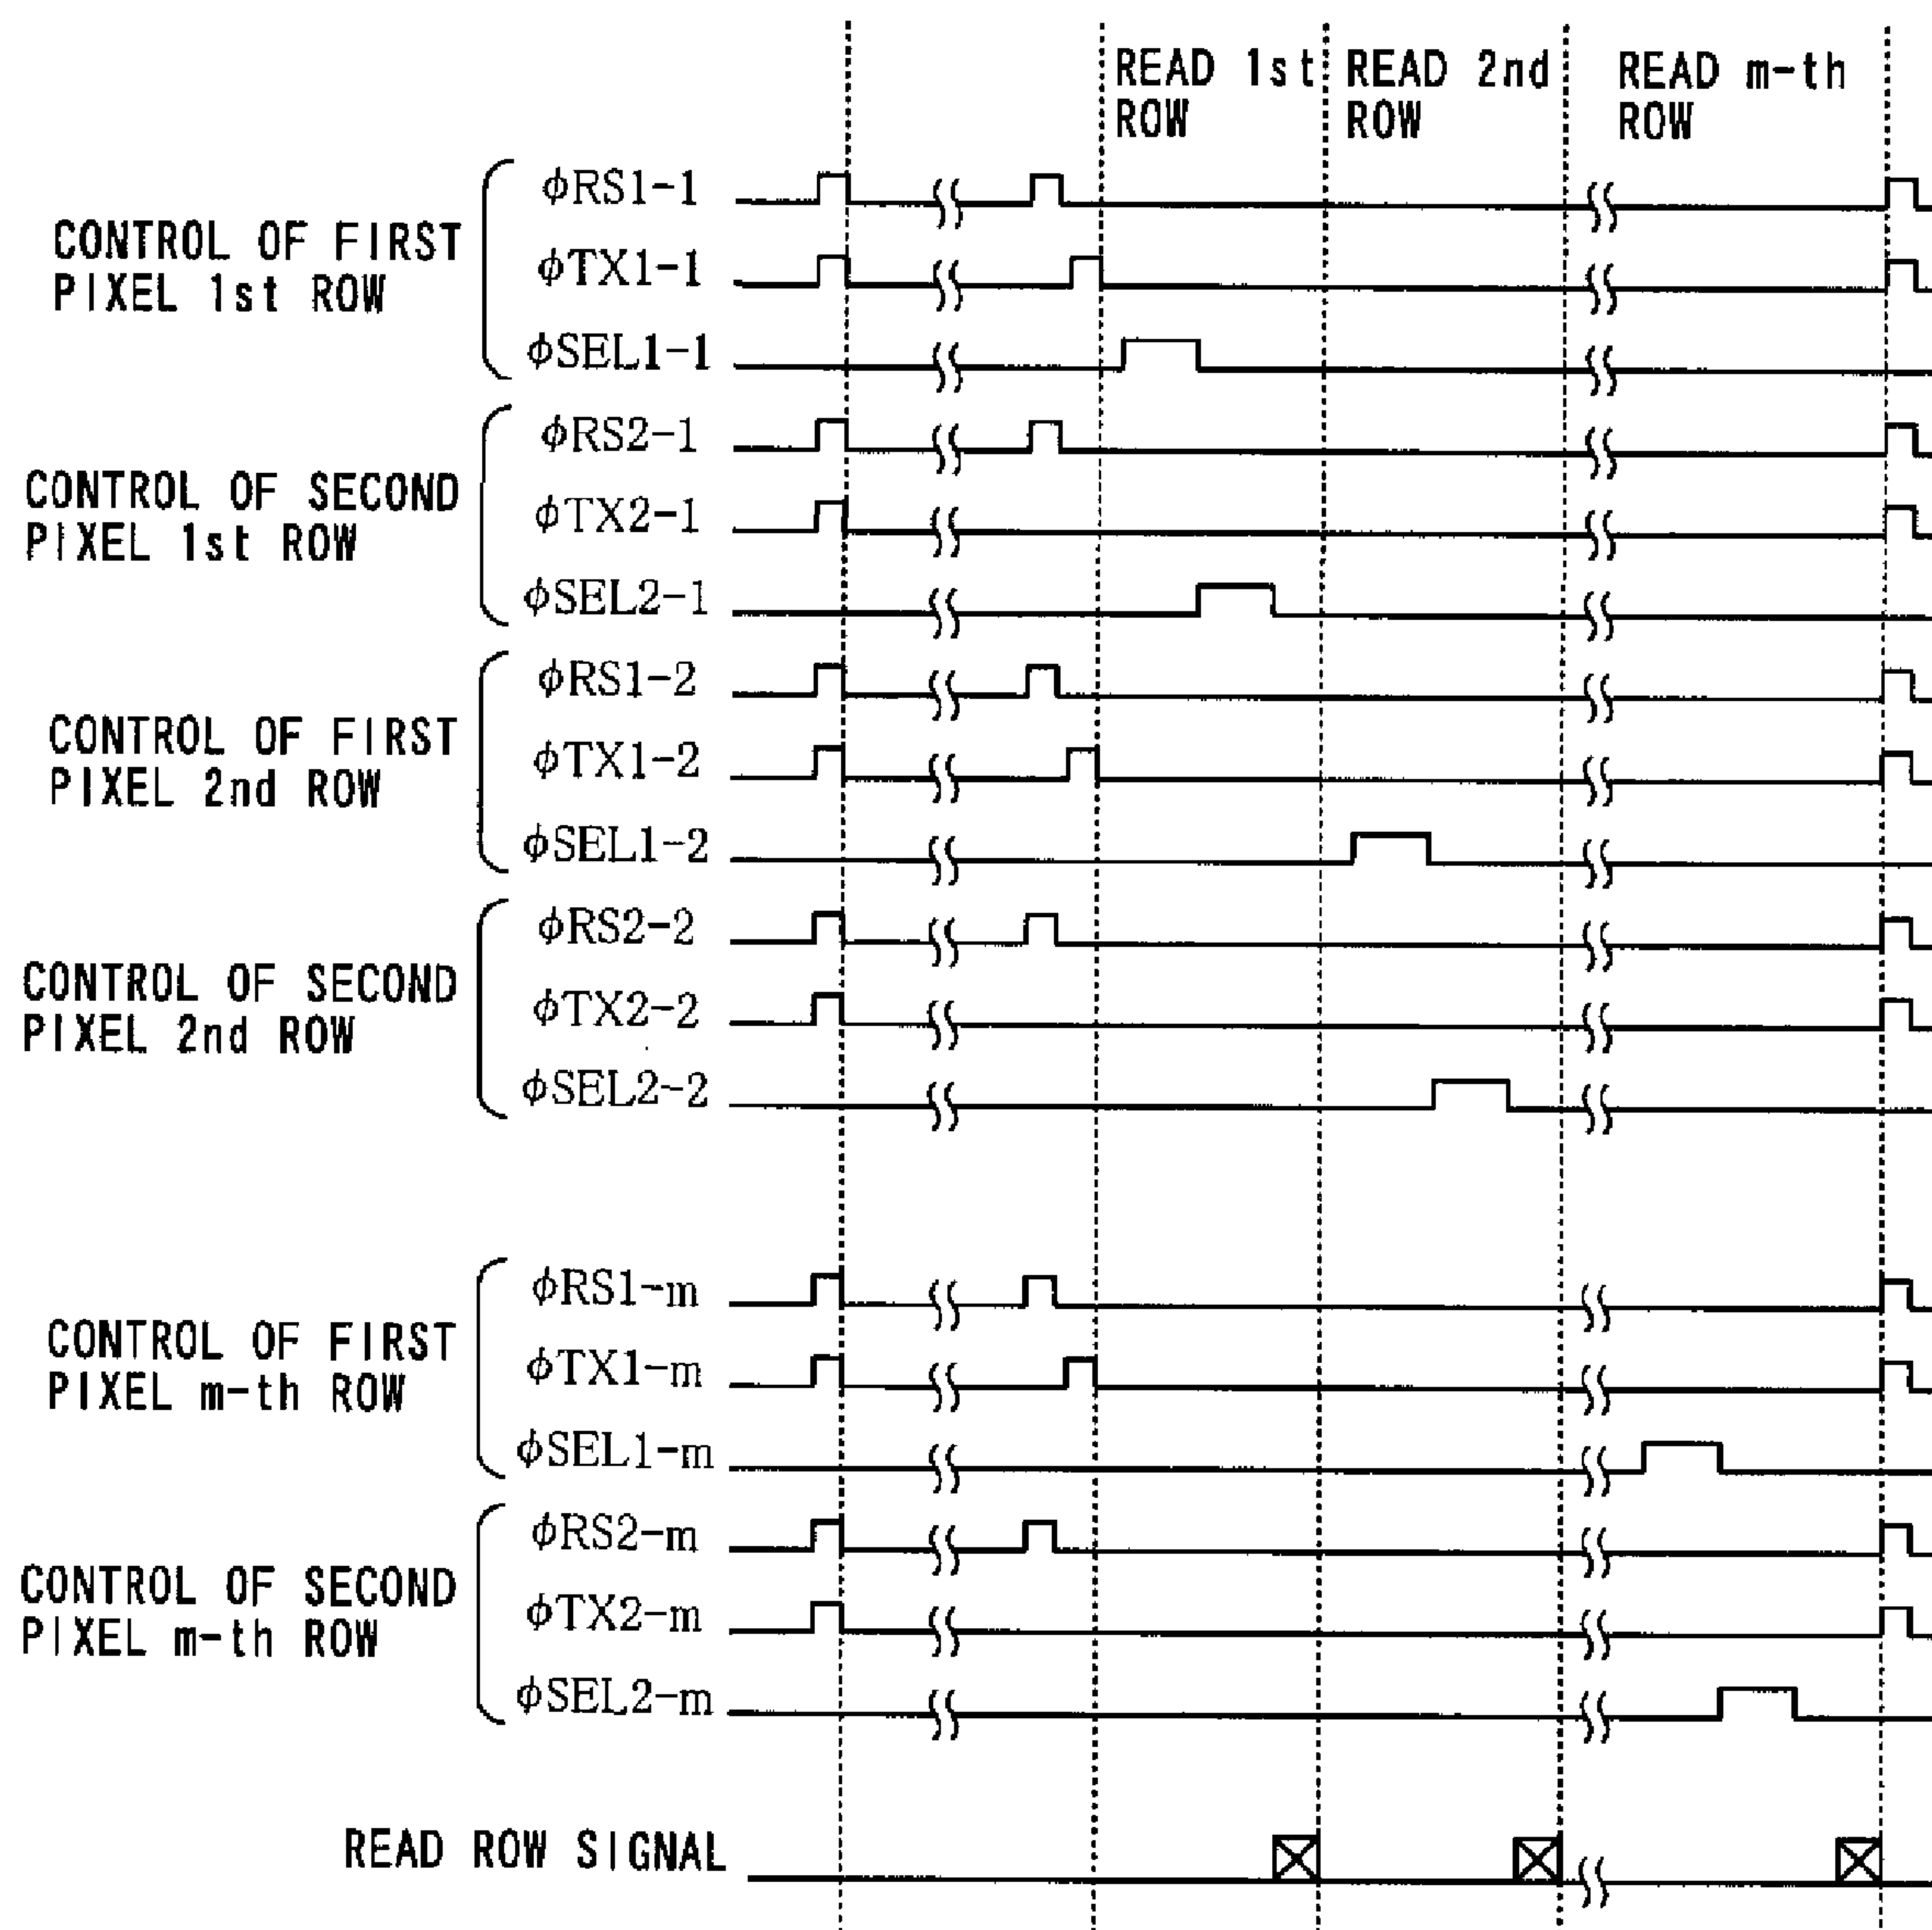 READ 1st READ 2nd READ m-th
ROW ROW ROW
ϕRS1-1
CONTROL OF FIRST
PIXEL 1st ROW
ϕTX1-1
ϕSEL1-1
ϕRS2-1
CONTROL OF SECOND
PIXEL 1st ROW
ϕTX2-1
ϕSEL2-1
ϕRS1-2
CONTROL OF FIRST
PIXEL 2nd ROW
ϕTX1-2
ϕSEL1-2
ϕRS2-2
CONTROL OF SECOND
PIXEL 2nd ROW
ϕTX2-2
ϕSEL2-2
ϕRS1-m
CONTROL OF FIRST
PIXEL m-th ROW
ϕTX1-m
ϕSEL1-m
ϕRS2-m
CONTROL OF SECOND
PIXEL m-th ROW
ϕTX2-m
ϕSEL2-m
READ ROW SIGNAL